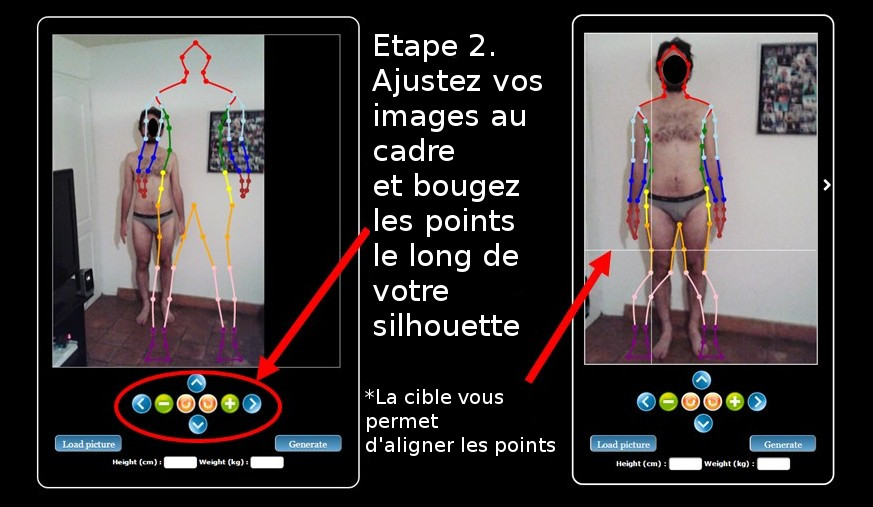 Etape 2.
Ajustez vos
images au
cadre
et bougez
les points
le long de
votre
silhouette
*La cible vous
permet
d'aligner les points
Load picture
Generate
Height (cm) :
Weight (kg) :
Load picture
Generate
Height (cm) :
Weight (kg) :